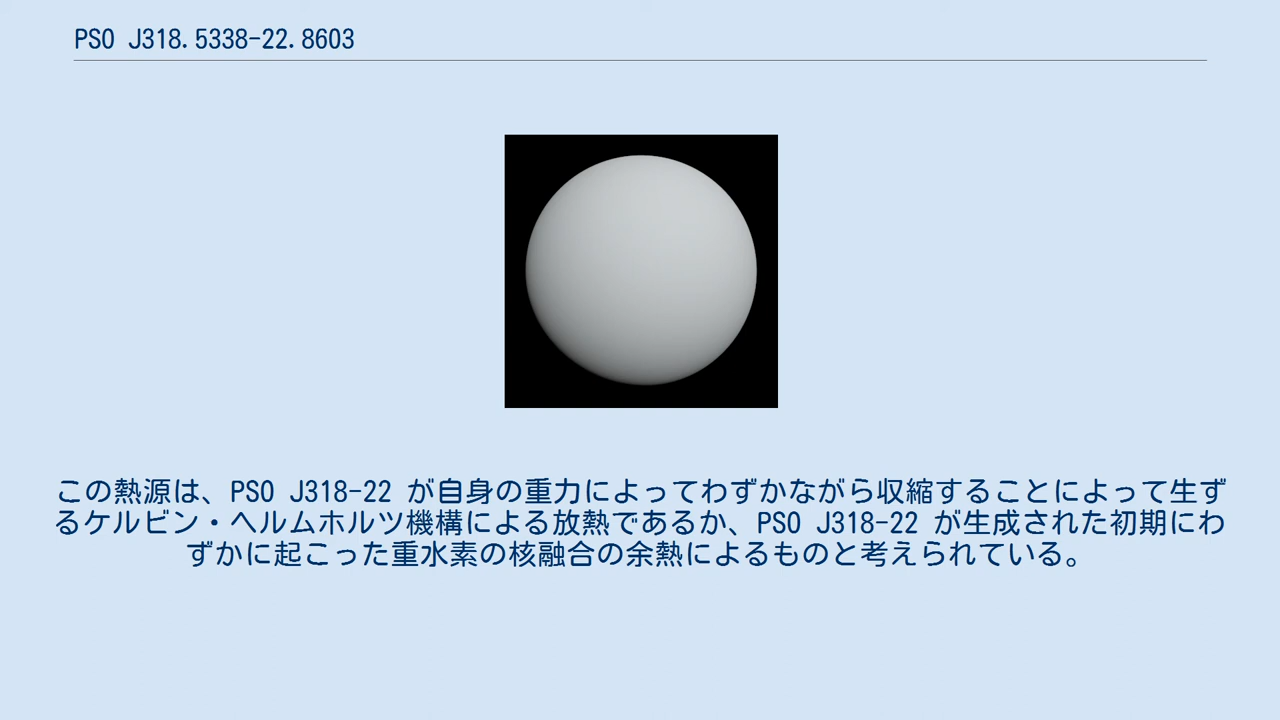 PSO J318.5338-22.8603
この熱源は、PSO J318-22 が自身の重力によってわずかながら収縮することによって生ず
るケルビン・ヘルムホルツ機構による放熱であるか、PSO J318-22 が生成された初期にわ
ずかに起こった重水素の核融合の余熱によるものと考えられている。